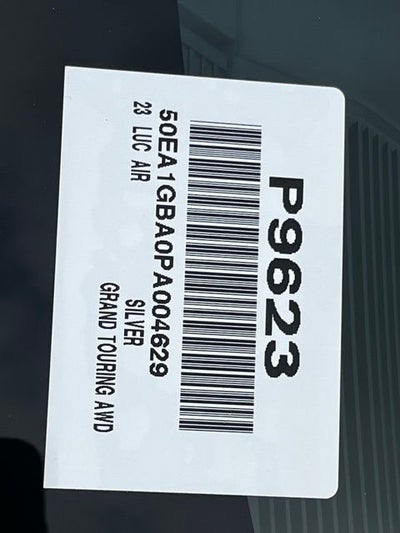 P9623
50EA1GBA0PA004629
23 LUC AIR
SILVER
GRAND TOURING AWD